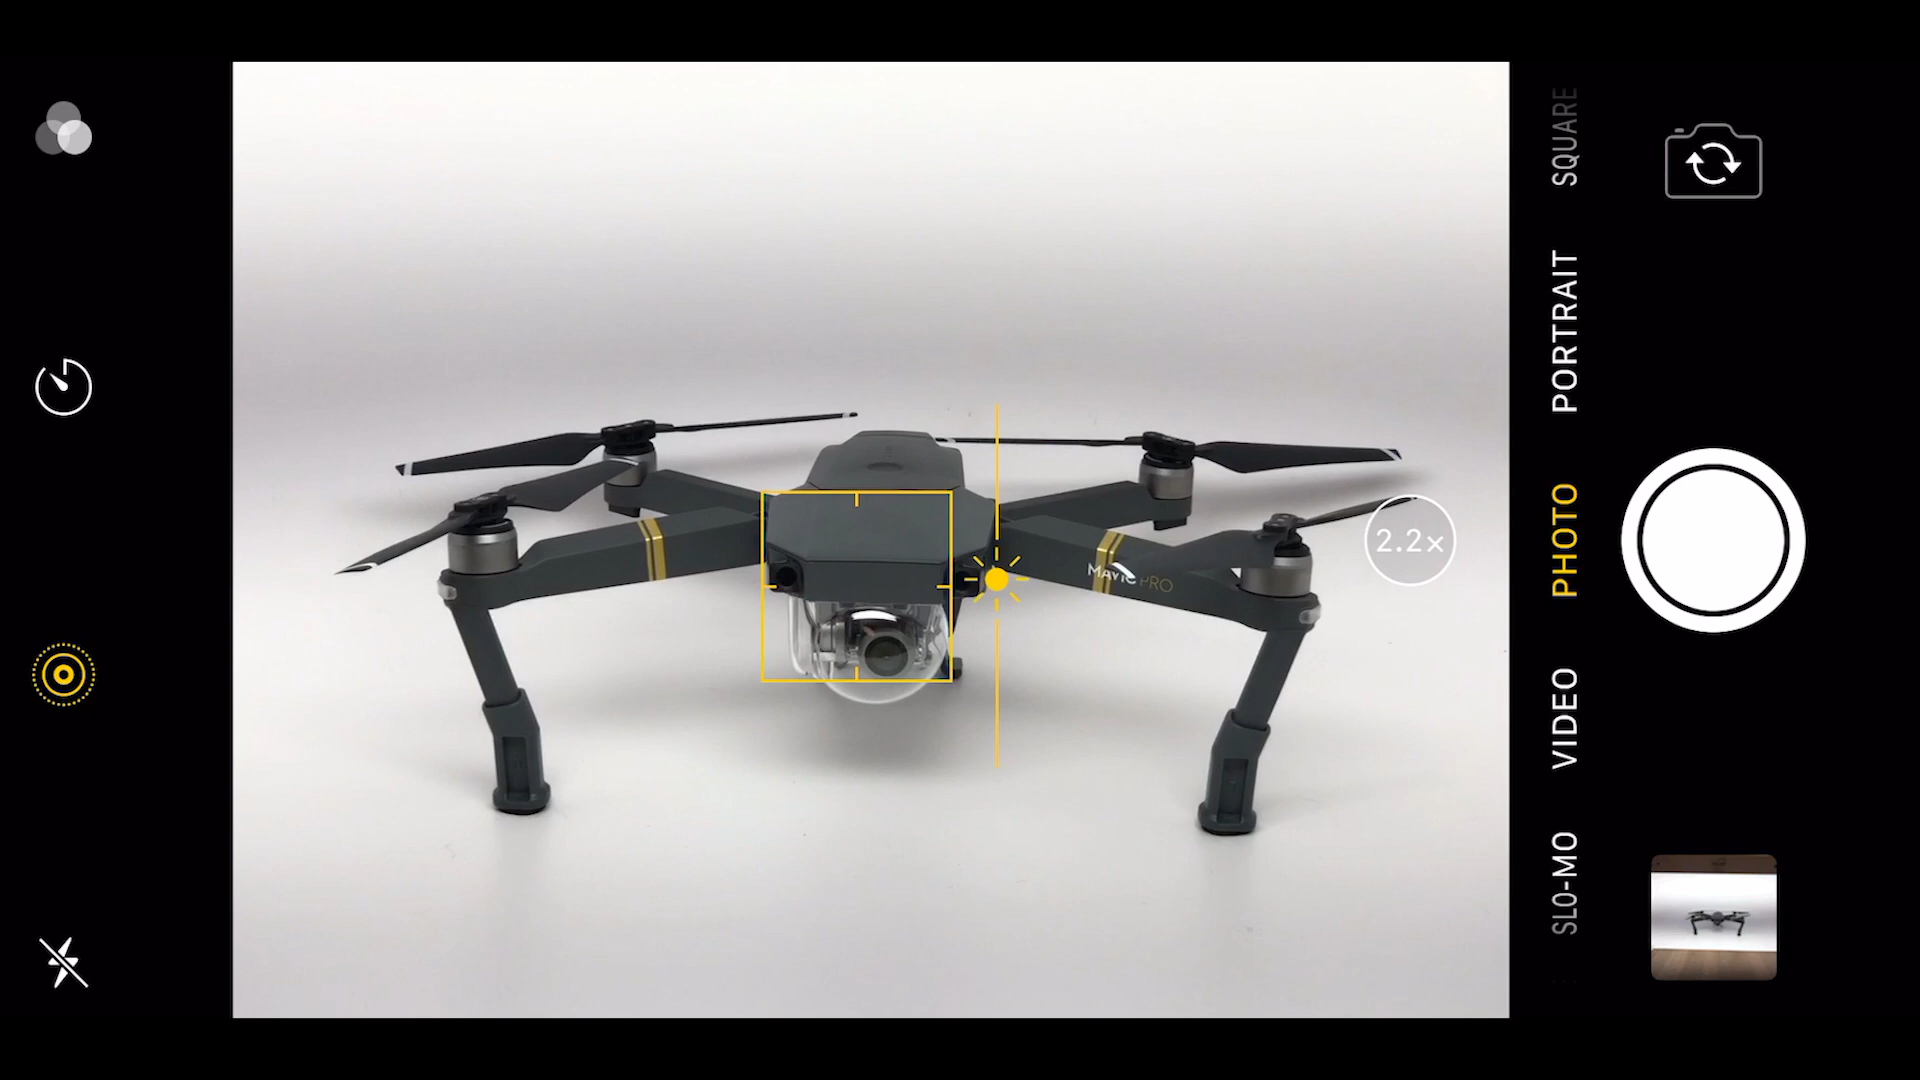 SQUARE
PORTRAIT
PHOTO
VIDEO
SLO-MO
2.2×
MAVIC PRO